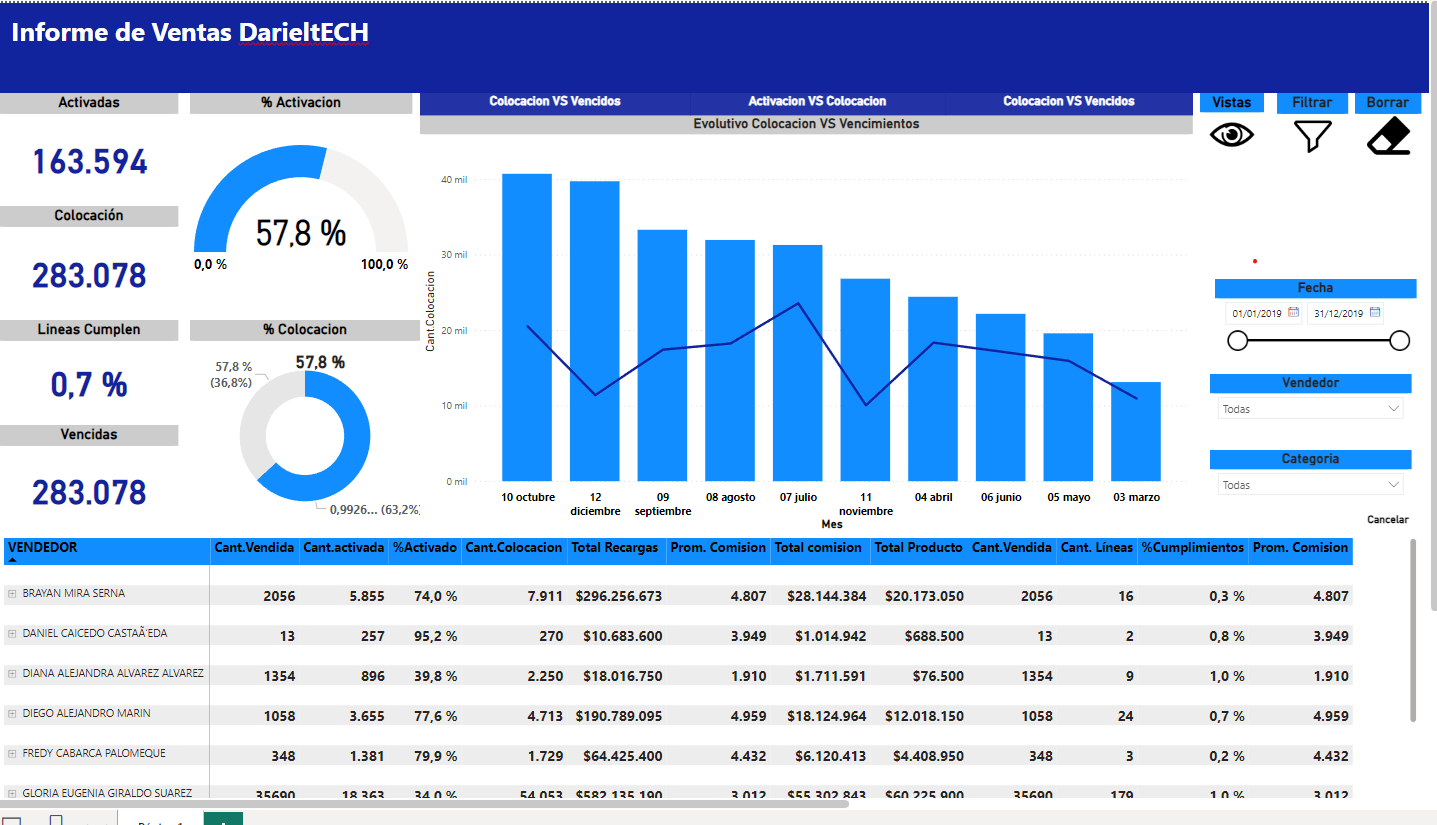 Informe de Ventas DarieltECH
Activadas
163.594
Colocación
283.078
Lineas Cumplen
0,7 %
Vencidas
283.078
% Activacion
57,8 %
0,0 %
100,0 %
% Colocacion
57,8 %
57,8 %
(36,8%)
0,9926... (63,2%)
Colocacion VS Vencidos
Activacion VS Colocacion
Colocacion VS Vencidos
Evolutivo Colocacion VS Vencimientos
Cant.Colocacion
40 mil
30 mil
20 mil
10 mil
0 mil
10 octubre
12 diciembre
09 septiembre
08 agosto
07 julio
11 noviembre
04 abril
06 junio
05 mayo
03 marzo
Mes
Vistas
Filtrar
Borrar
Fecha
01/01/2019
31/12/2019
Vendedor
Todas
Categoria
Todas
Cancelar
VENDEDOR Cant.Vendida Cant.activada %Activado Cant.Colocacion Total Recargas Prom. Comision Total comision Total Producto Cant.Vendida Cant. Líneas %Cumplimientos Prom. Comision
BRAYAN MIRA SERNA 2056 5.855 74,0 % 7.911 $296.256.673 4.807 $28.144.384 $20.173.050 2056 16 0,3 % 4.807
DANIEL CAICEDO CASTAÃ´EDA 13 257 95,2 % 270 $10.683.600 3.949 $1.014.942 $688.500 13 2 0,8 % 3.949
DIANA ALEJANDRA ALVAREZ ALVAREZ 1354 896 39,8 % 2.250 $18.016.750 1.910 $1.711.591 $76.500 1354 9 1,0 % 1.910
DIEGO ALEJANDRO MARIN 1058 3.655 77,6 % 4.713 $190.789.095 4.959 $18.124.964 $12.018.150 1058 24 0,7 % 4.959
FREDY CABARCA PALOMEQUE 348 1.381 79,9 % 1.729 $64.425.400 4.432 $6.120.413 $4.408.950 348 3 0,2 % 4.432
GLORIA EUGENIA GIRALDO SUAREZ 35690 18.363 34,0 % 54.053 $582.135.190 3.012 $55.302.843 $60.225.900 35690 179 1,0 % 3.012